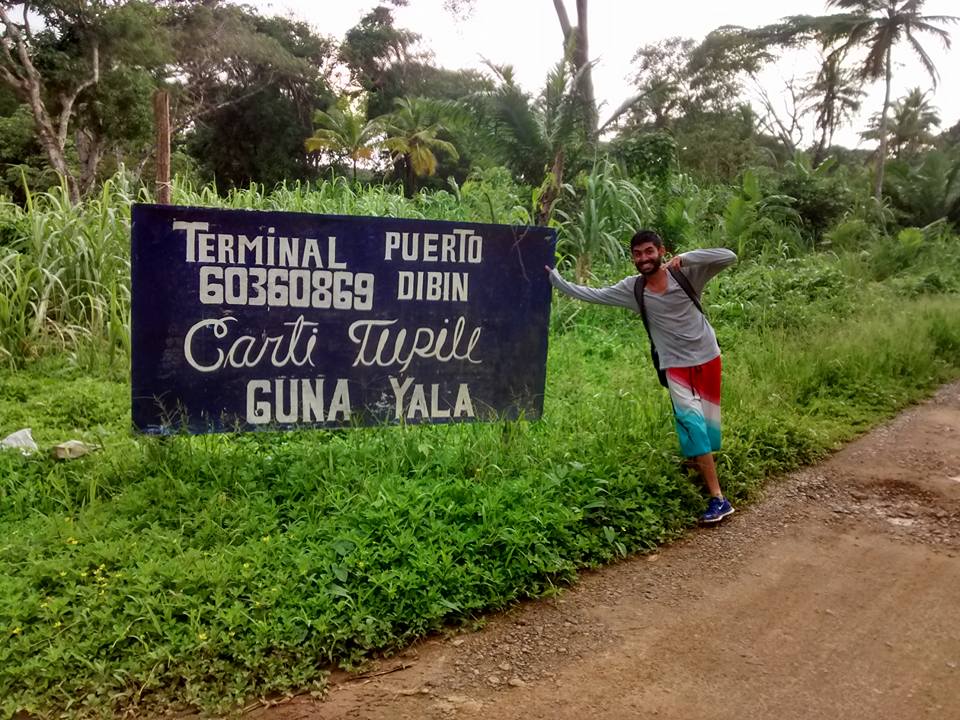 TERMINAL PUERTO
60360869 DIBIN
Carti Tupile
GUNA YALA